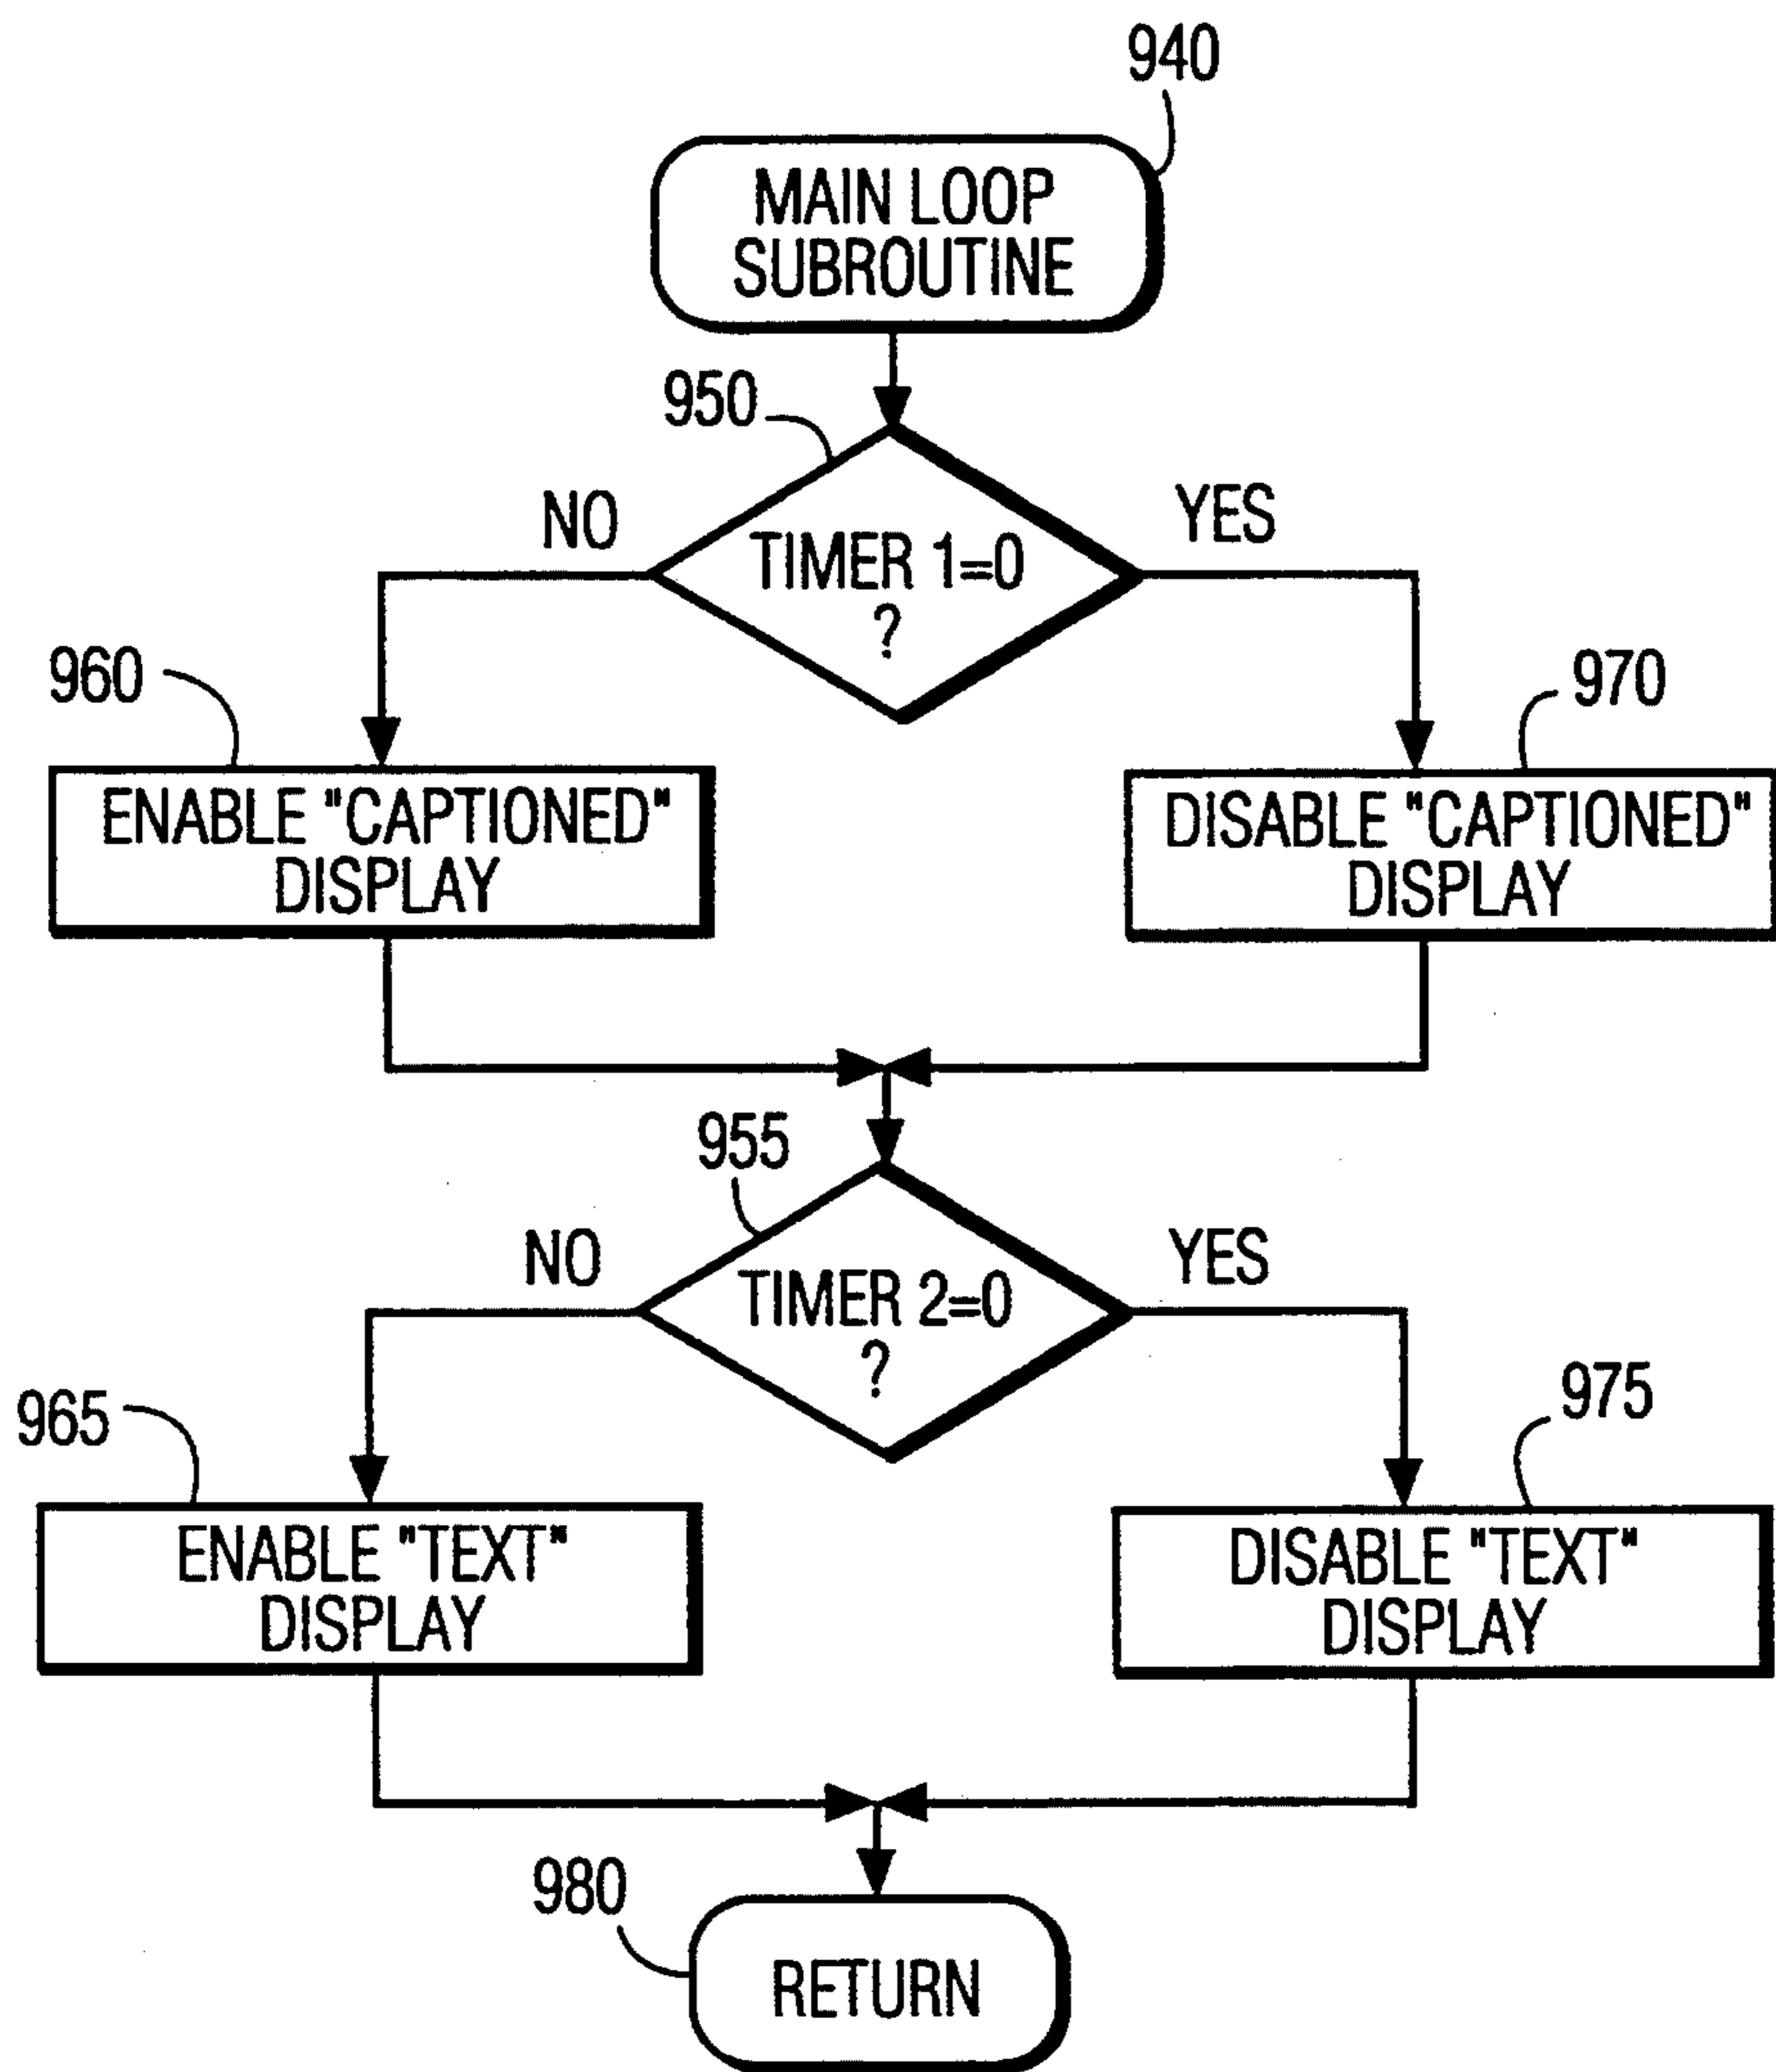 940
MAIN LOOP
SUBROUTINE
950
NO
YES
TIMER 1=0
?
960
970
ENABLE "CAPTIONED"
DISPLAY
DISABLE "CAPTIONED"
DISPLAY
955
NO
YES
TIMER 2=0
?
965
975
ENABLE "TEXT"
DISPLAY
DISABLE "TEXT"
DISPLAY
980
RETURN